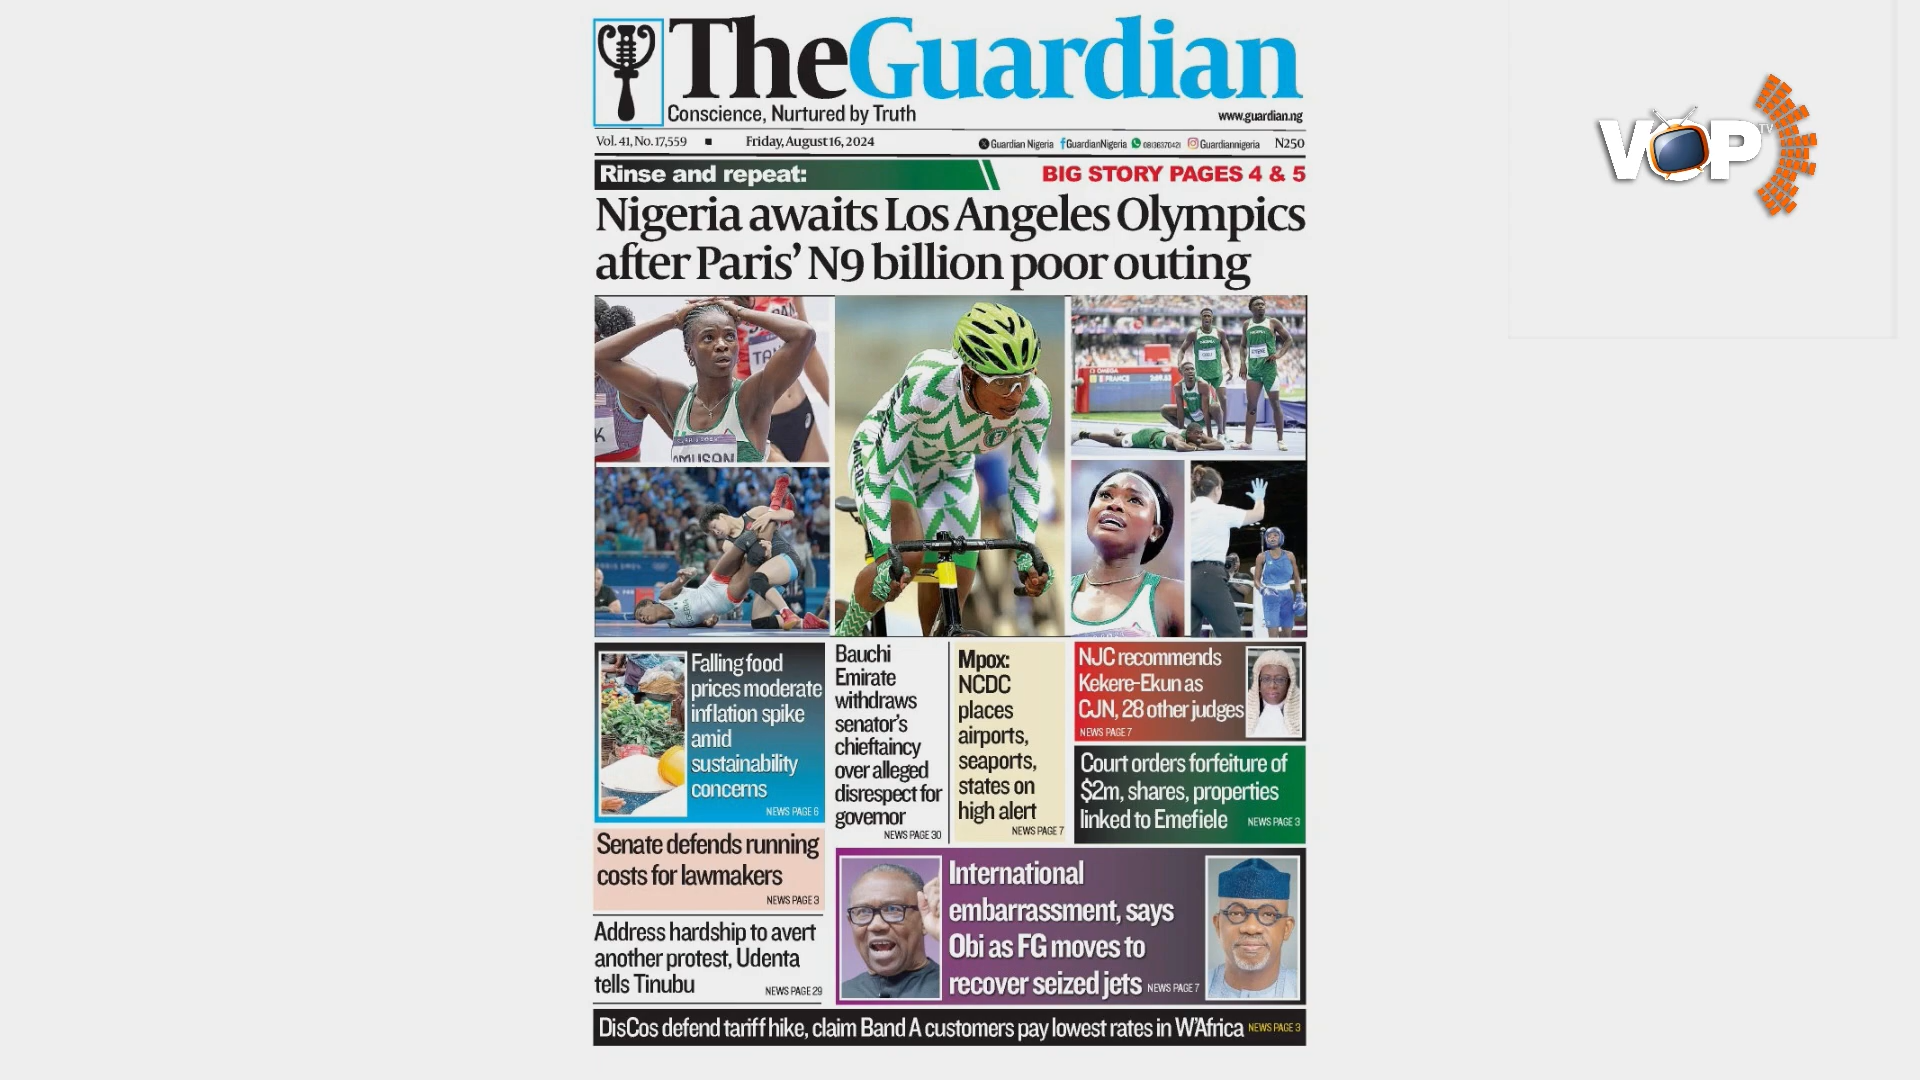 TheGuardian
Conscience, Nurtured by Truth
www.guardian.ng
Vol. 41, No. 17,559 ■ Friday, August 16, 2024 Guardian Nigeria GuardianNigeria 08136370421 Guardiannigeria N250
Rinse and repeat:
BIG STORY PAGES 4 & 5
Nigeria awaits Los Angeles Olympics
after Paris' N9 billion poor outing
AMUSAN
OMEGA
FRANCE
NIGERIA
Falling food
prices moderate
inflation spike
amid
sustainability
concerns
NEWS PAGE 6
Senate defends running
costs for lawmakers
NEWS PAGE 3
Address hardship to avert
another protest, Udenta
tells Tinubu
NEWS PAGE 29
Bauchi
Emirate
withdraws
senator's
chieftaincy
over alleged
disrespect for
governor
NEWS PAGE 30
Mpox:
NCDC
places
airports,
seaports,
states on
high alert
NEWS PAGE 7
NJC recommends
Kekere-Ekun as
CJN, 28 other judges
NEWS PAGE 7
Court orders forfeiture of
$2m, shares, properties
linked to Emefiele NEWS PAGE 3
International
embarrassment, says
Obi as FG moves to
recover seized jets NEWS PAGE 7
DisCos defend tariff hike, claim Band A customers pay lowest rates in W'Africa NEWS PAGE 3
VOP
TV